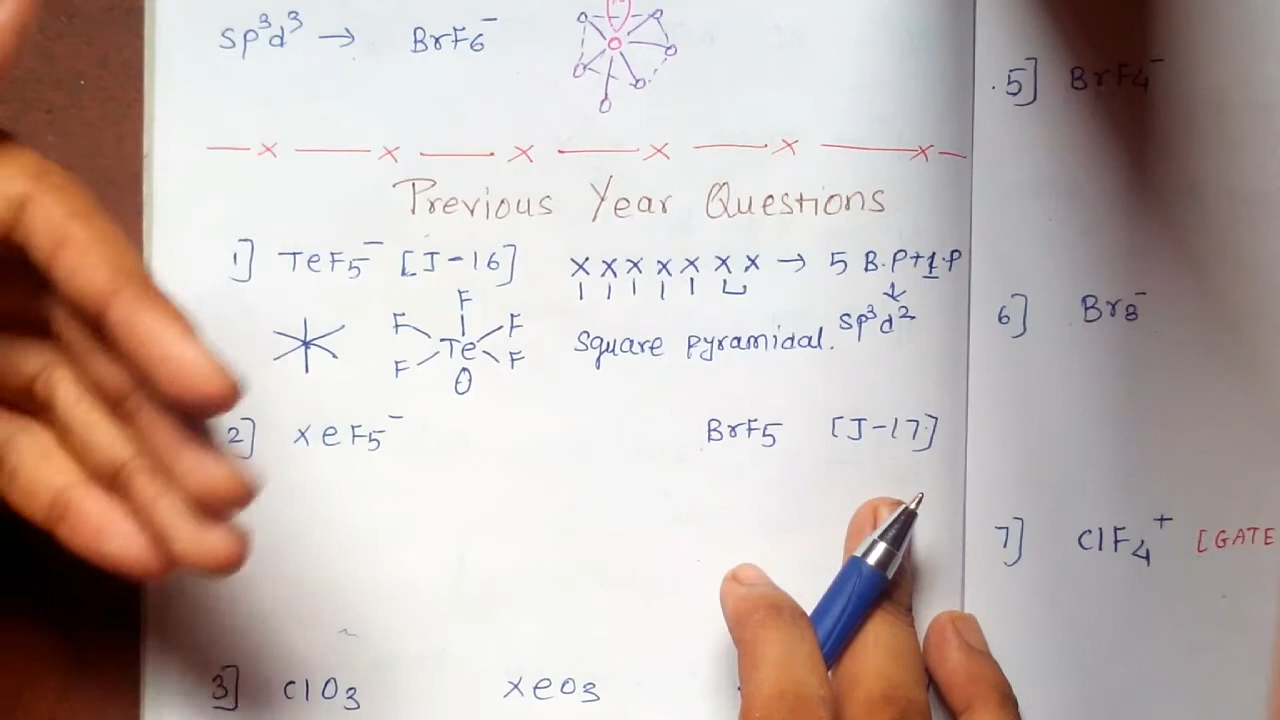 sp³d³ → BrF₆⁻
—x —x —x —x —x —x—
Previous Year Questions
1] TeF₅⁻ [J-16] x x x x x x x → 5 B.P+1.P
sp³d²
F
F F
Te
F F
Square pyramidal.
2] xeF₅⁻ BrF₅ [J-17]
3] ClO₃ xeO₃
5] BrF₄⁻
6] Br₃⁻
7] ClF₄⁺ [GATE